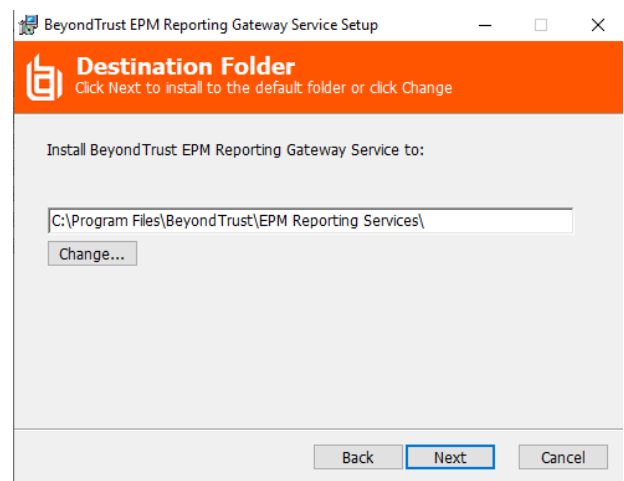 BeyondTrust EPM Reporting Gateway Service Setup
Destination Folder
Click Next to install to the default folder or click Change
Install BeyondTrust EPM Reporting Gateway Service to:
C:\Program Files\BeyondTrust\EPM Reporting Services\
Change...
Back Next Cancel